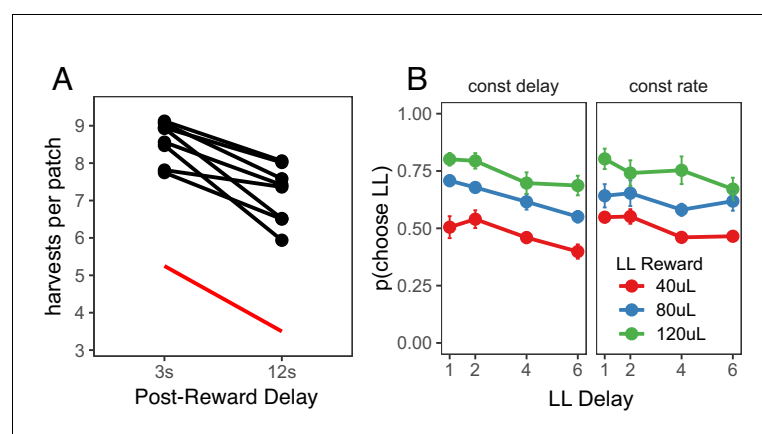 A
harvests per patch
9
8
7
6
5
4
3
3s
12s
Post-Reward Delay
B
const delay
const rate
p(choose LL)
1.00
0.75
0.50
0.25
0.00
LL Reward
40uL
80uL
120uL
1 2 4 6
1 2 4 6
LL Delay